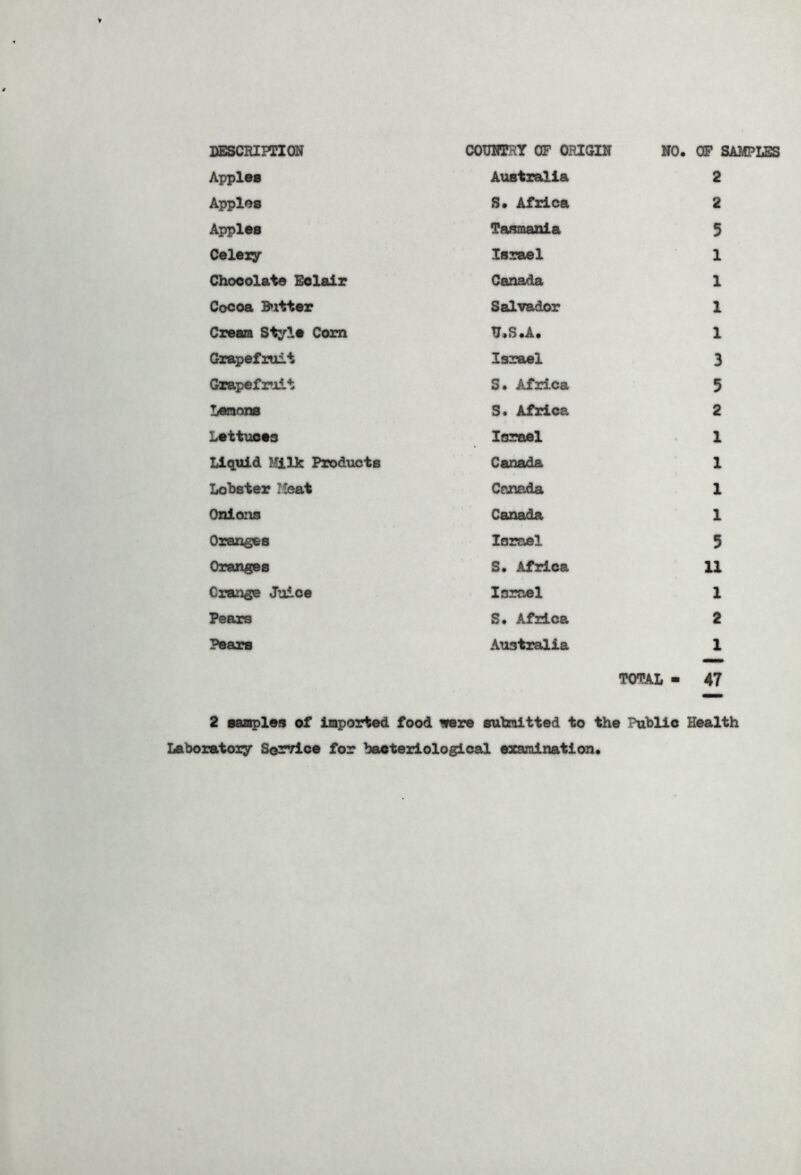 DESCRIPTION COUNTRY OF ORIGIN NO. OF SAMPLES
Apples Australia 2
Apples S. Africa 2
Apples Tasmania 5
Celery Israel 1
Chocolate Eclair Canada 1
Cocoa Butter Salvador 1
Cream Style Corn U.S.A. 1
Grapefruit Israel 3
Grapefruit S. Africa 5
Lemons S. Africa 2
Lettuces Israel 1
Liquid Milk Products Canada 1
Lobster Meat Canada 1
Onions Canada 1
Oranges Israel 5
Oranges S. Africa 11
Orange Juice Israel 1
Pears S. Africa 2
Pears Australia 1
TOTAL = 47
2 samples of imported food were submitted to the Public Health
Laboratory Service for bacteriological examination.